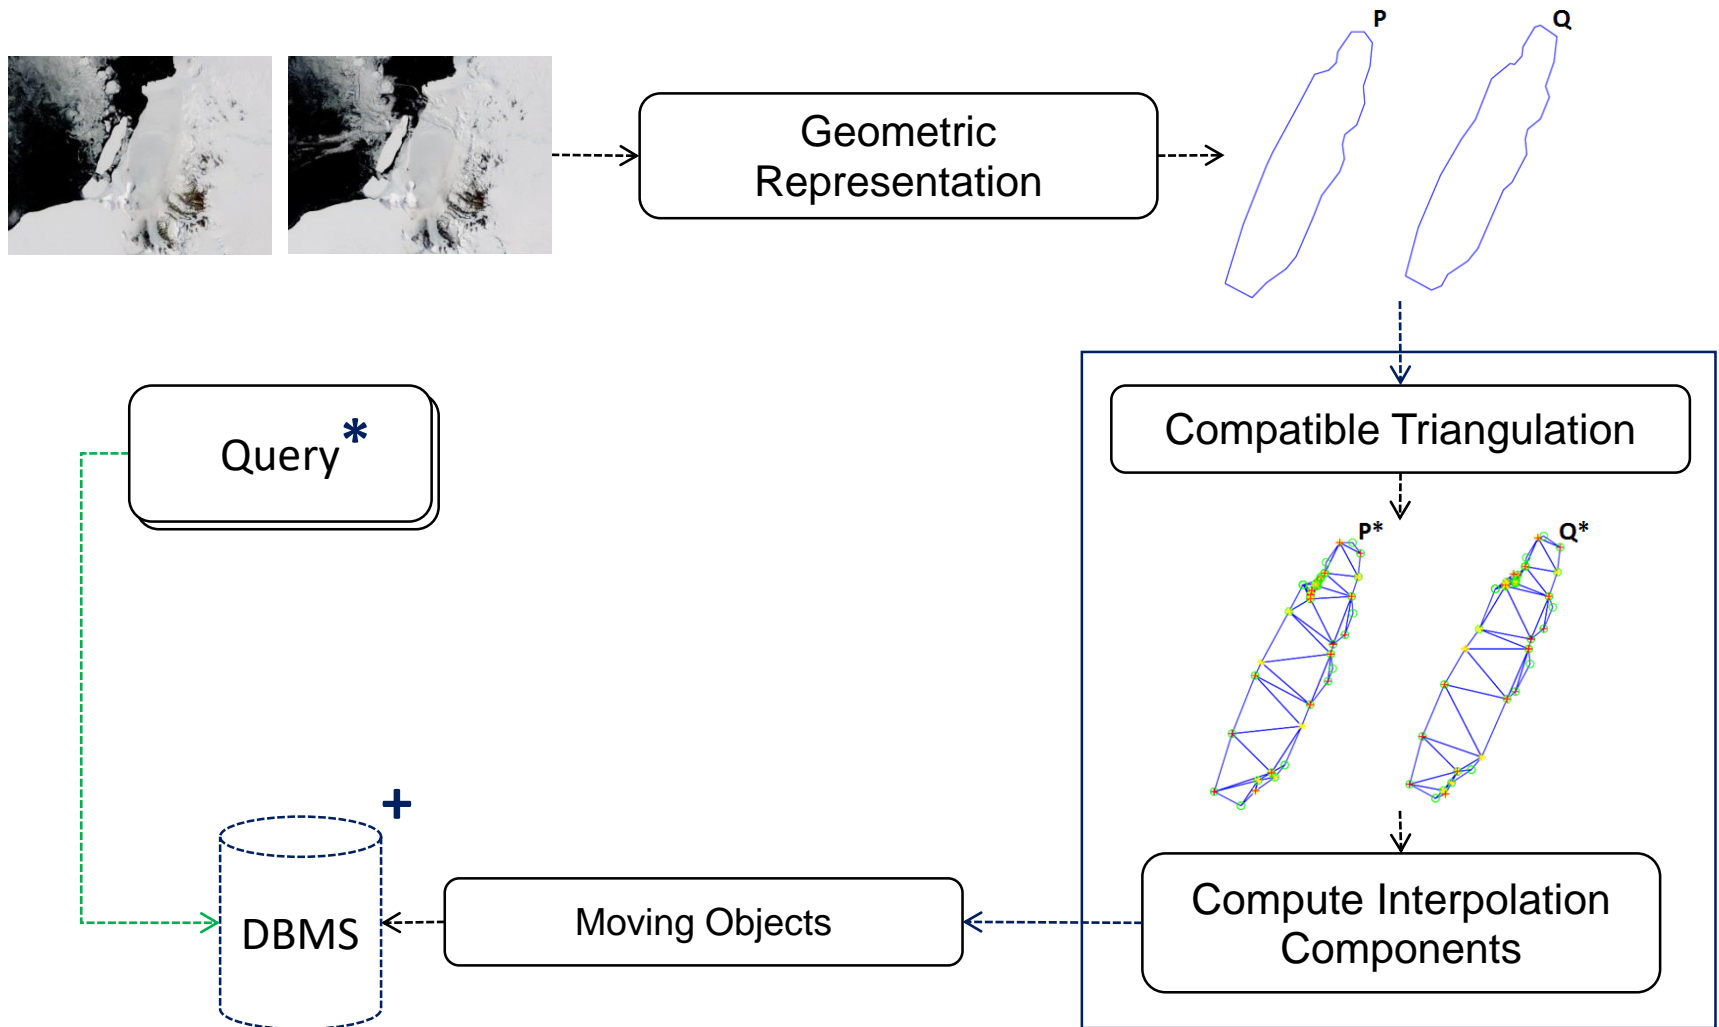 P
Q
Geometric
Representation
Compatible Triangulation
Query*
P*
Q*
+
DBMS
Moving Objects
Compute Interpolation
Components